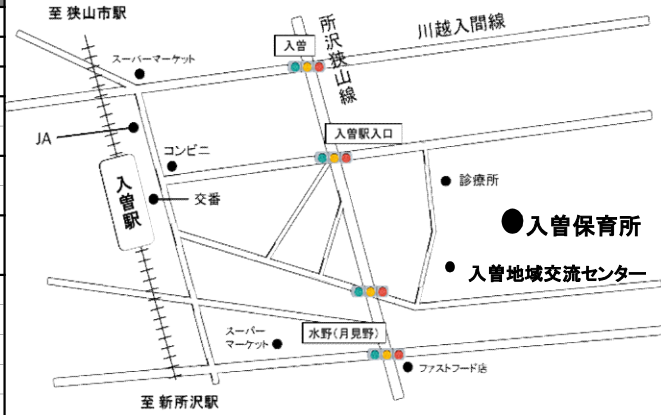 至 狭山市駅
スーパーマーケット
入曽
所沢狭山線
川越入間線
JA
コンビニ
入曽駅入口
入曽駅
交番
診療所
入曽保育所
入曽地域交流センター
スーパー
マーケット
水野(月見野)
ファストフード店
至 新所沢駅